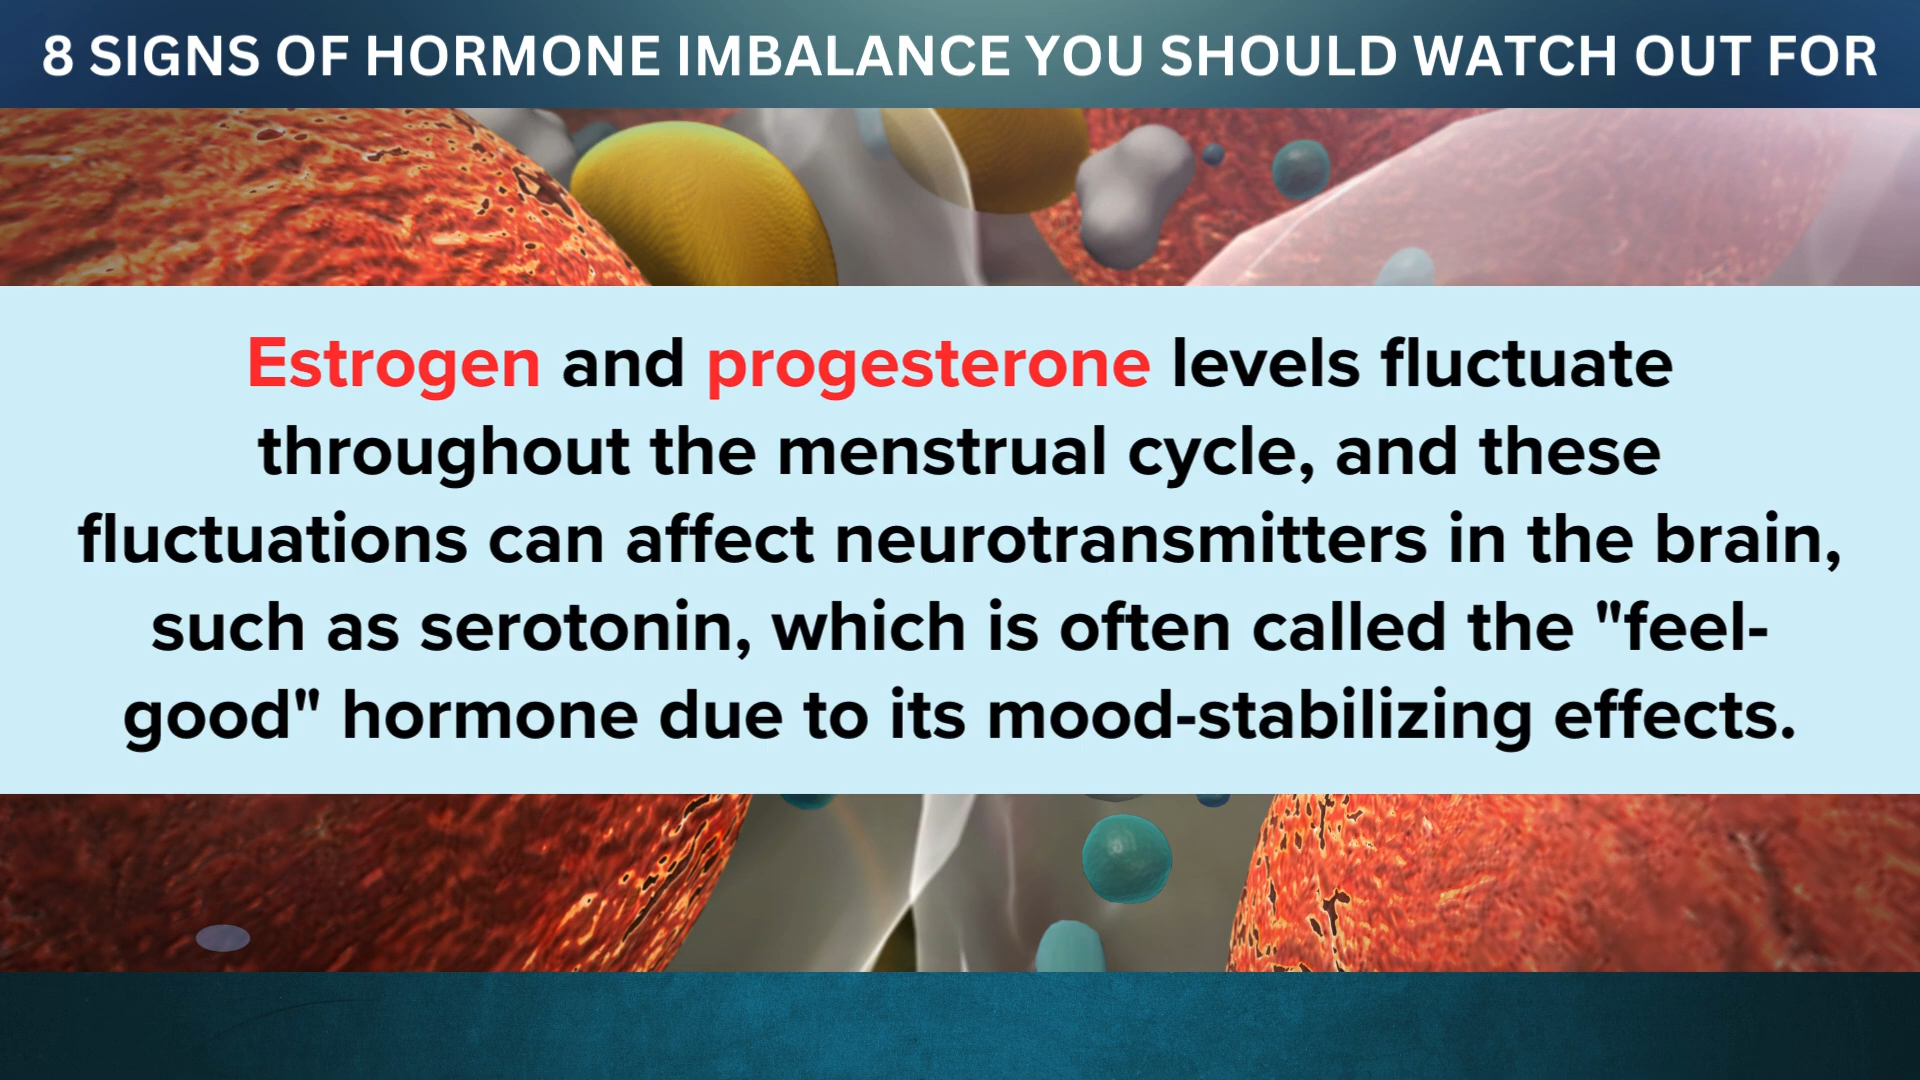 8 SIGNS OF HORMONE IMBALANCE YOU SHOULD WATCH OUT FOR
Estrogen and progesterone levels fluctuate
throughout the menstrual cycle, and these
fluctuations can affect neurotransmitters in the brain,
such as serotonin, which is often called the "feel-
good" hormone due to its mood-stabilizing effects.